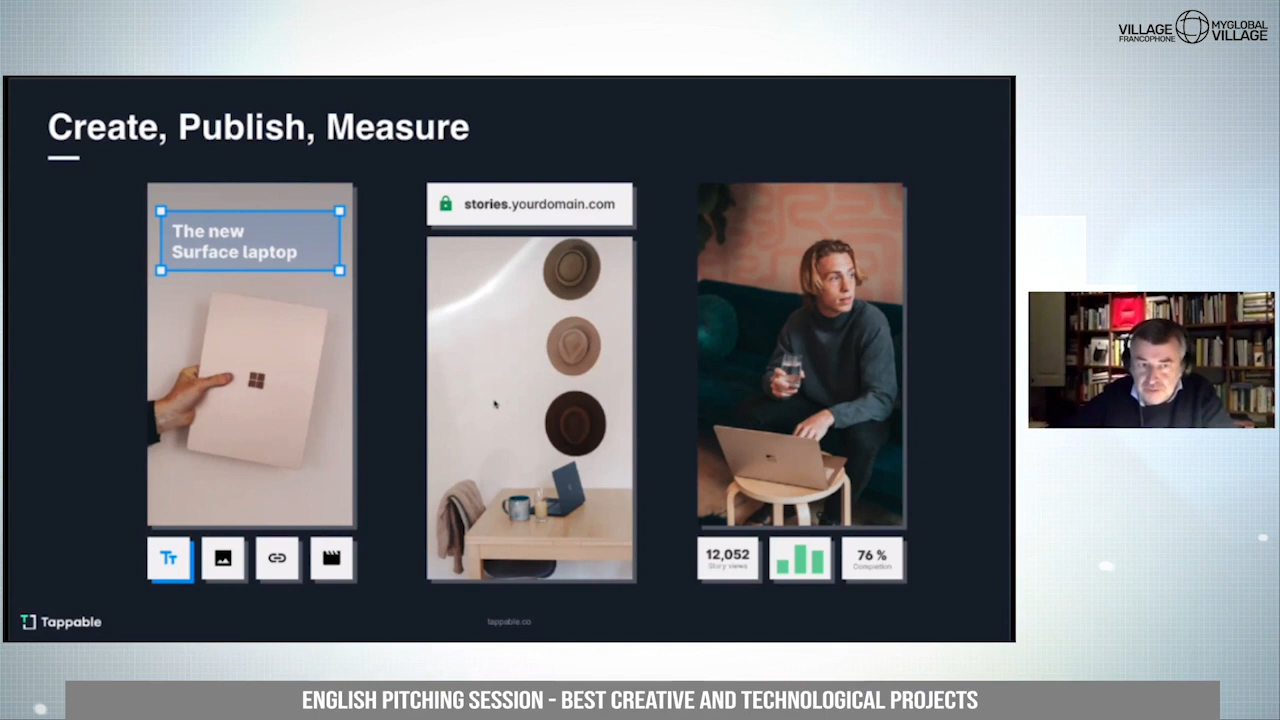 VILLAGE
FRANCOPHONE
MYGLOBAL
VILLAGE
Create, Publish, Measure
The new
Surface laptop
stories.yourdomain.com
TT
12,052
Story views
76 %
Completion
Tappable
tappable.co
ENGLISH PITCHING SESSION - BEST CREATIVE AND TECHNOLOGICAL PROJECTS